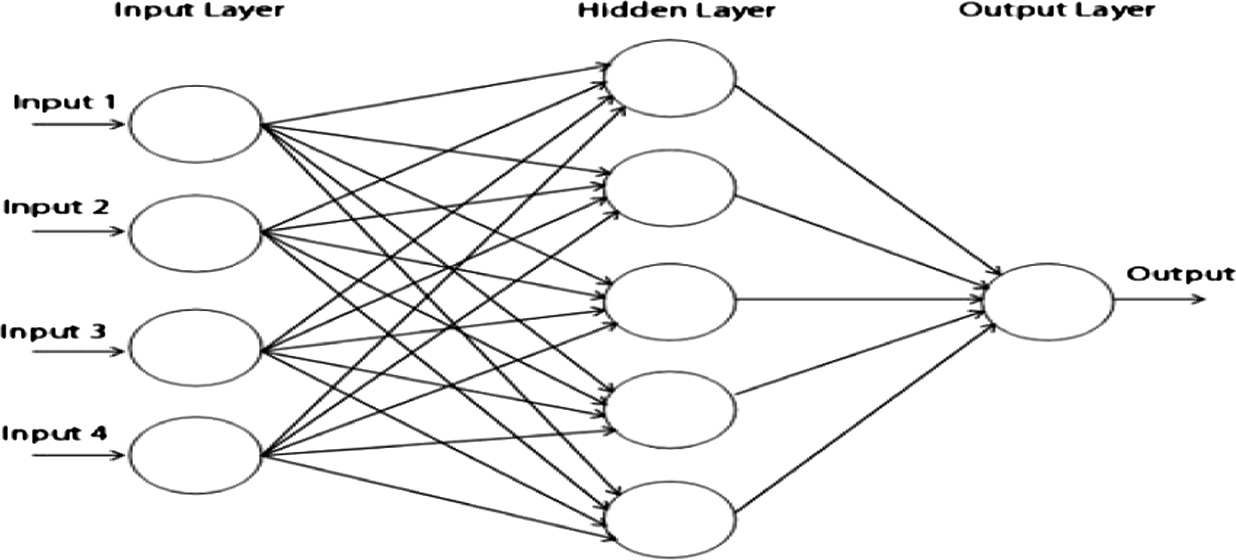 Input Layer
Hidden Layer
Output Layer
Input 1
Input 2
Input 3
Input 4
Output